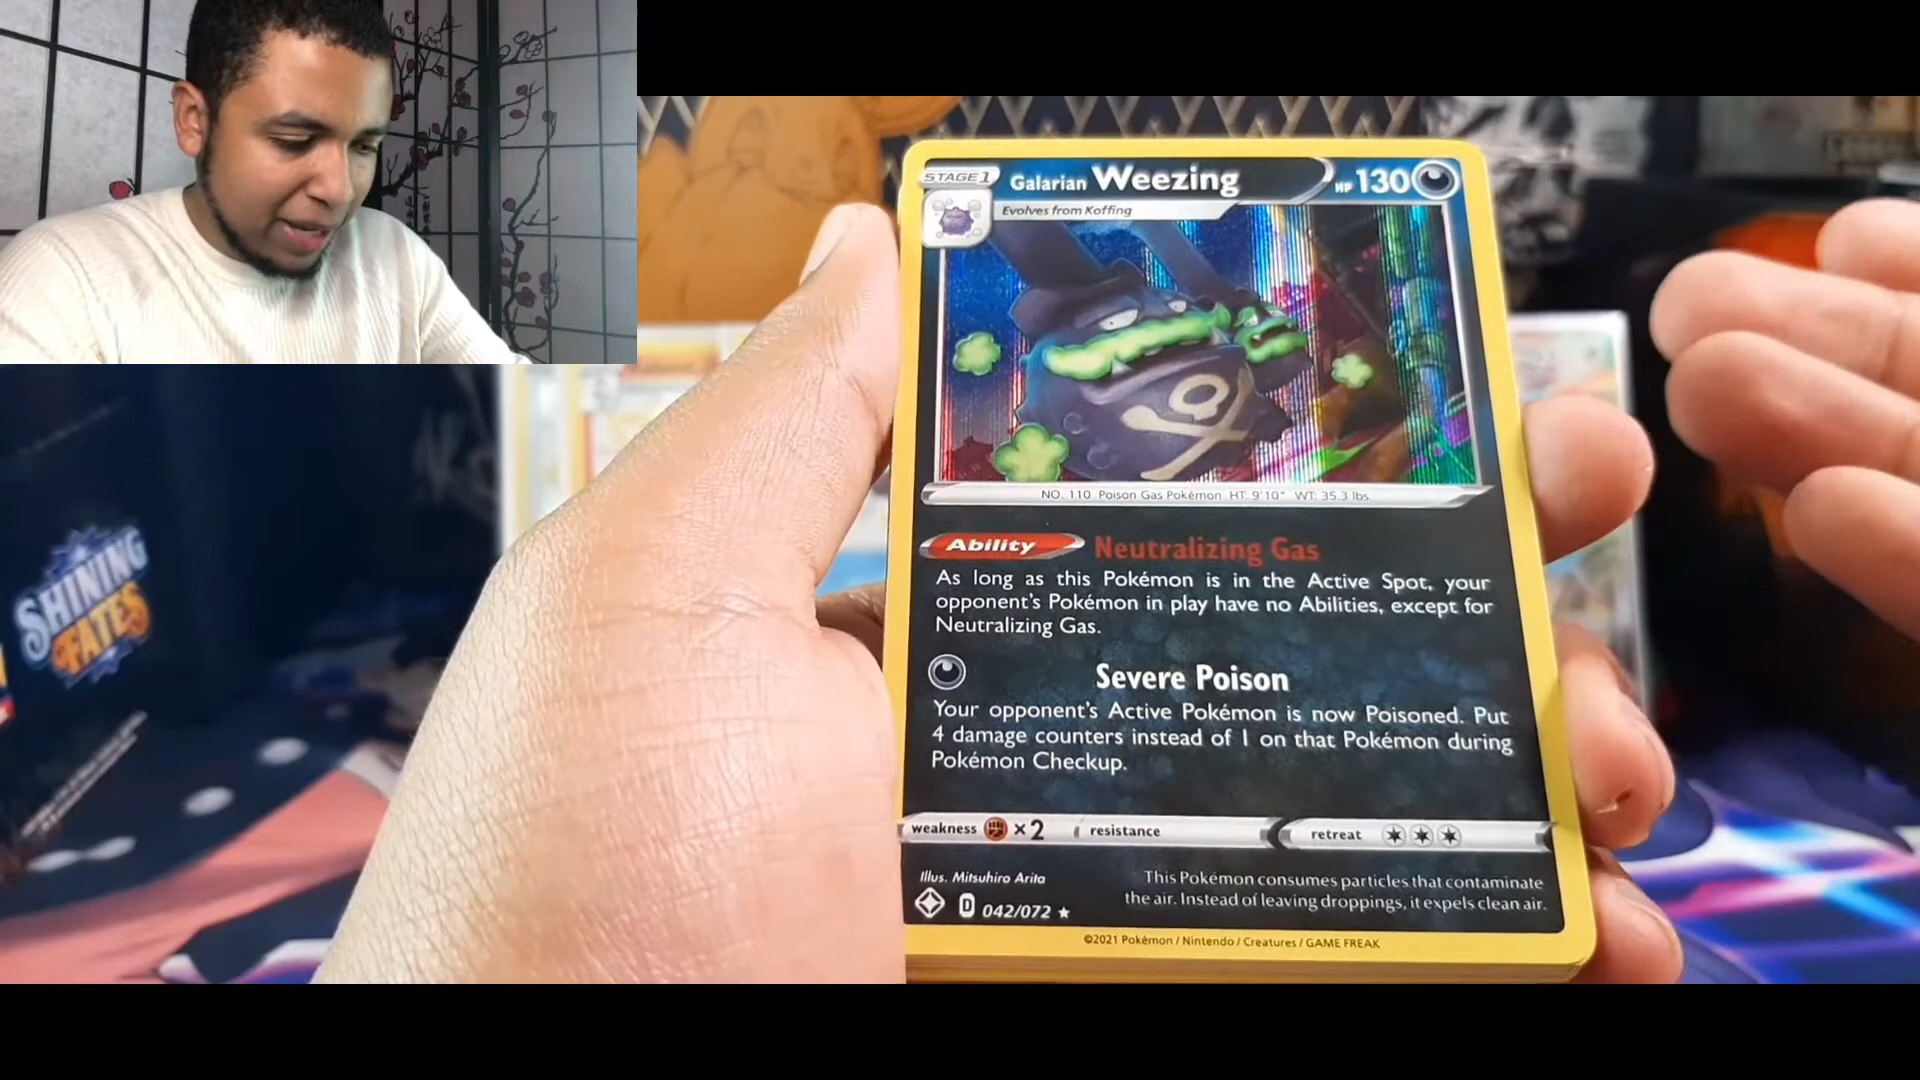 STAGE 1
Galarian Weezing
HP 130
Evolves from Koffing
NO. 110 Poison Gas Pokémon HT: 9'10" WT: 35.3 lbs.
Ability Neutralizing Gas
As long as this Pokémon is in the Active Spot, your
opponent's Pokémon in play have no Abilities, except for
Neutralizing Gas.
Severe Poison
Your opponent's Active Pokémon is now Poisoned. Put
4 damage counters instead of 1 on that Pokémon during
Pokémon Checkup.
weakness ×2 resistance retreat
Illus. Mitsuhiro Arita
D 042/072 ★
This Pokémon consumes particles that contaminate
the air. Instead of leaving droppings, it expels clean air.
©2021 Pokémon / Nintendo / Creatures / GAME FREAK
SHINING
FATES